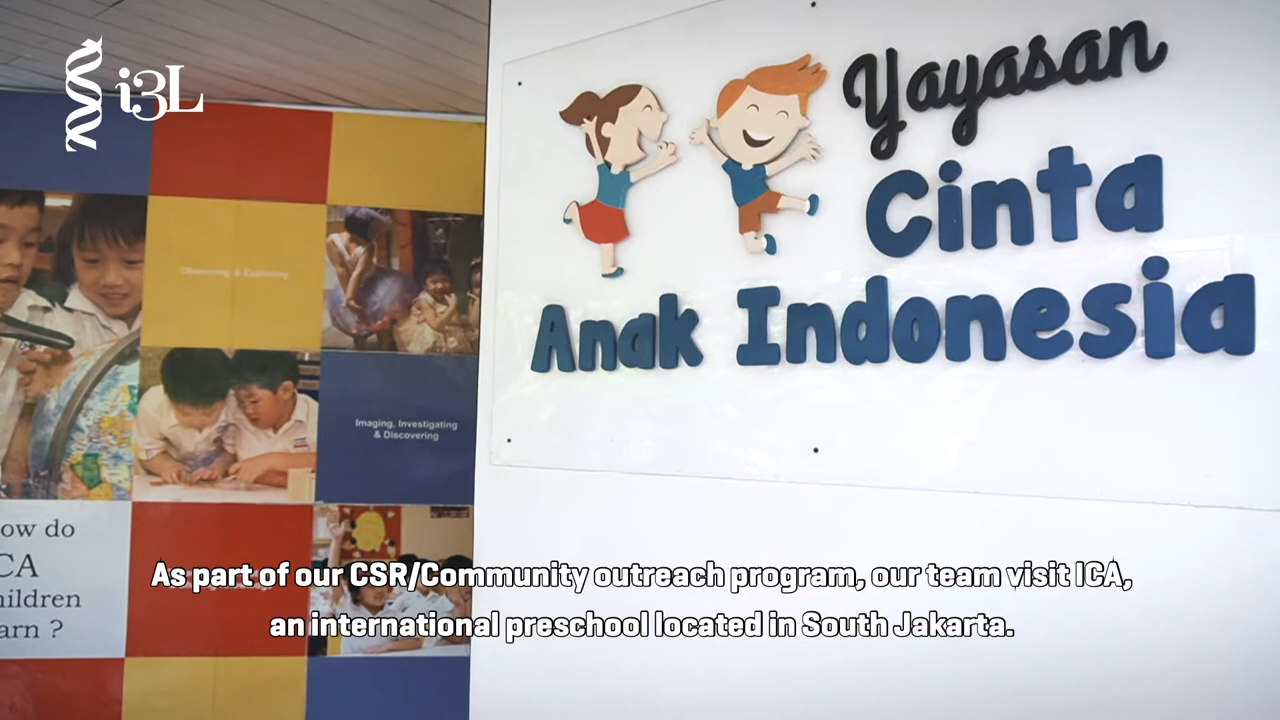 i3L
Yayasan
Cinta
Anak Indonesia
Observing & Exploring
Imaging, Investigating
& Discovering
ow do
CA
hildren
arn ?
As part of our CSR/Community outreach program, our team visit ICA,
an international preschool located in South Jakarta.